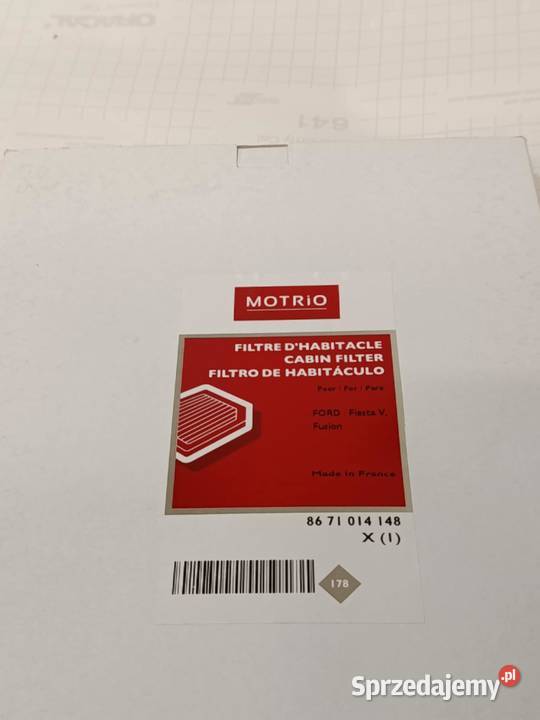 841
MOTRiO
FILTRE D'HABITACLE
CABIN FILTER
FILTRO DE HABITÁCULO
Pour / For / Para
FORD : Fiesta V,
Fusion
Made in France
86 71 014 148
X (1)
178
Sprzedajemy.pl